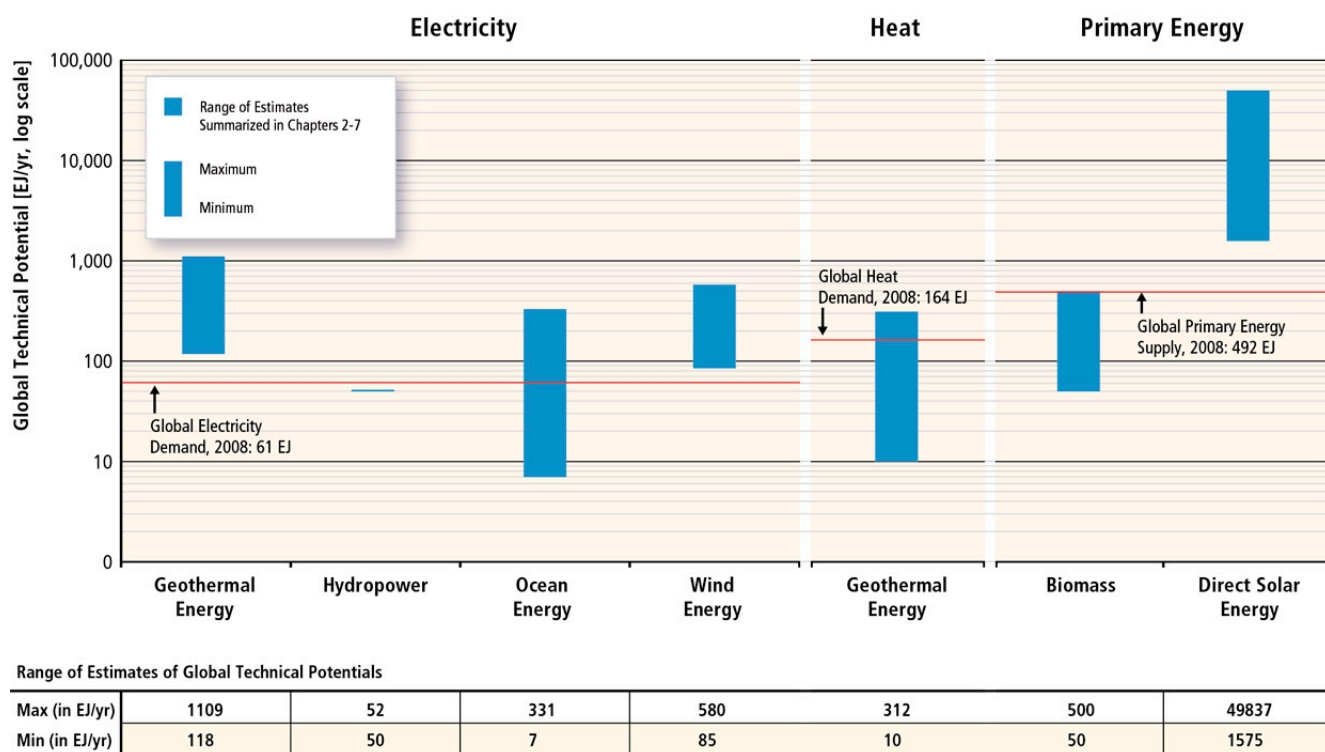 Electricity
Heat
Primary Energy
Global Technical Potential [EJ/yr, log scale]
100,000
10,000
1,000
100
10
0
Range of Estimates
Summarized in Chapters 2-7
Maximum
Minimum
Global Electricity
Demand, 2008: 61 EJ
Global Heat
Demand, 2008: 164 EJ
Global Primary Energy
Supply, 2008: 492 EJ
Geothermal
Energy
Hydropower
Ocean
Energy
Wind
Energy
Geothermal
Energy
Biomass
Direct Solar
Energy
Range of Estimates of Global Technical Potentials
Max (in EJ/yr) 1109 52 331 580 312 500 49837
Min (in EJ/yr) 118 50 7 85 10 50 1575